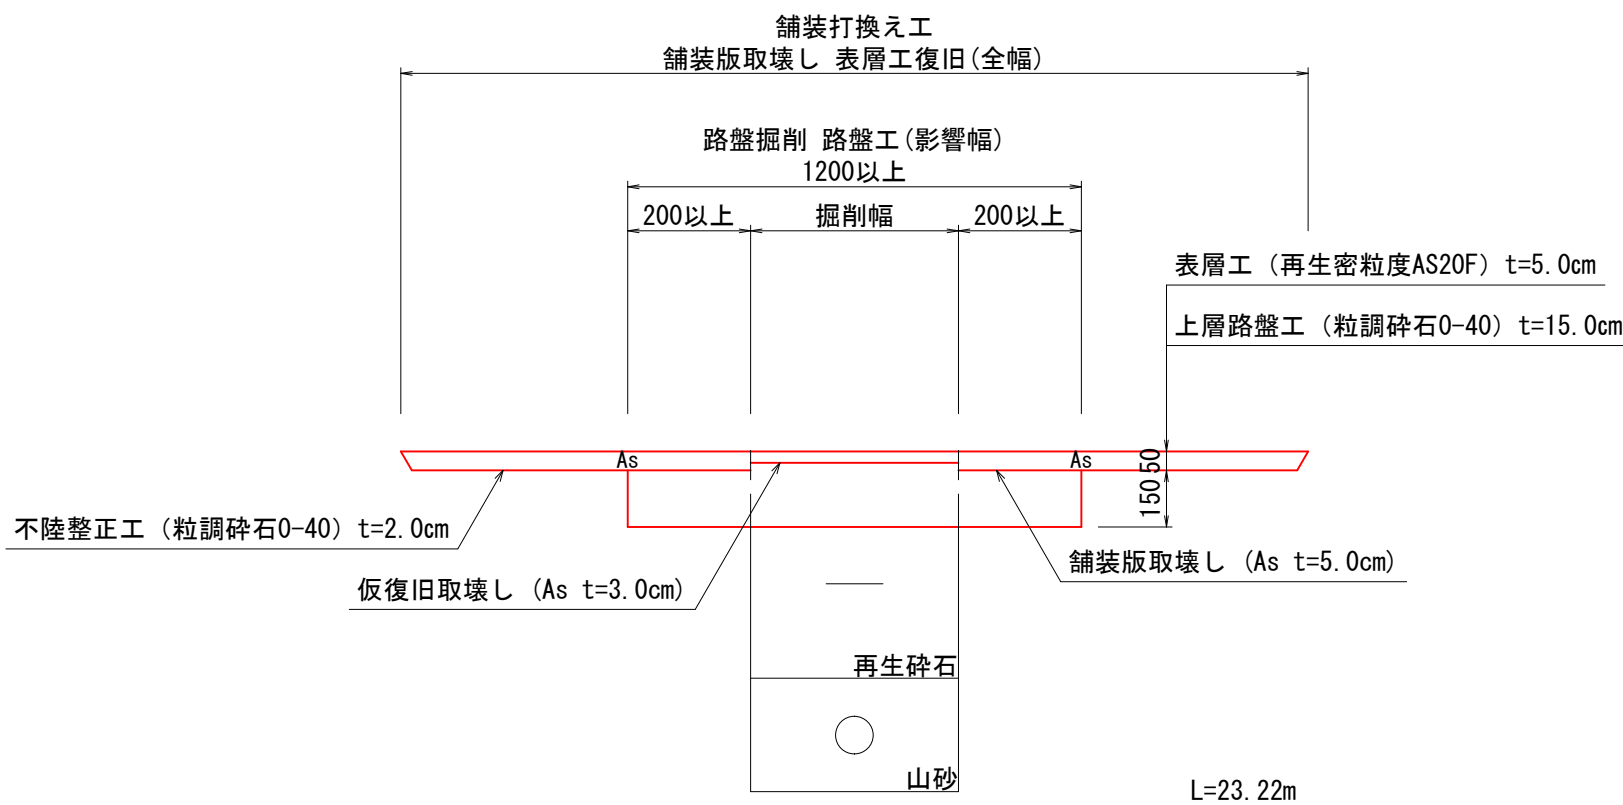 舗装打換え工
舗装版取壊し 表層工復旧(全幅)
路盤掘削 路盤工(影響幅)
1200以上
200以上 掘削幅 200以上
表層工（再生密粒度AS20F）t=5.0cm
上層路盤工（粒調砕石0-40）t=15.0cm
As As 50
150
不陸整正工（粒調砕石0-40）t=2.0cm
舗装版取壊し（As t=5.0cm）
仮復旧取壊し（As t=3.0cm）
再生砕石
山砂
L=23.22m